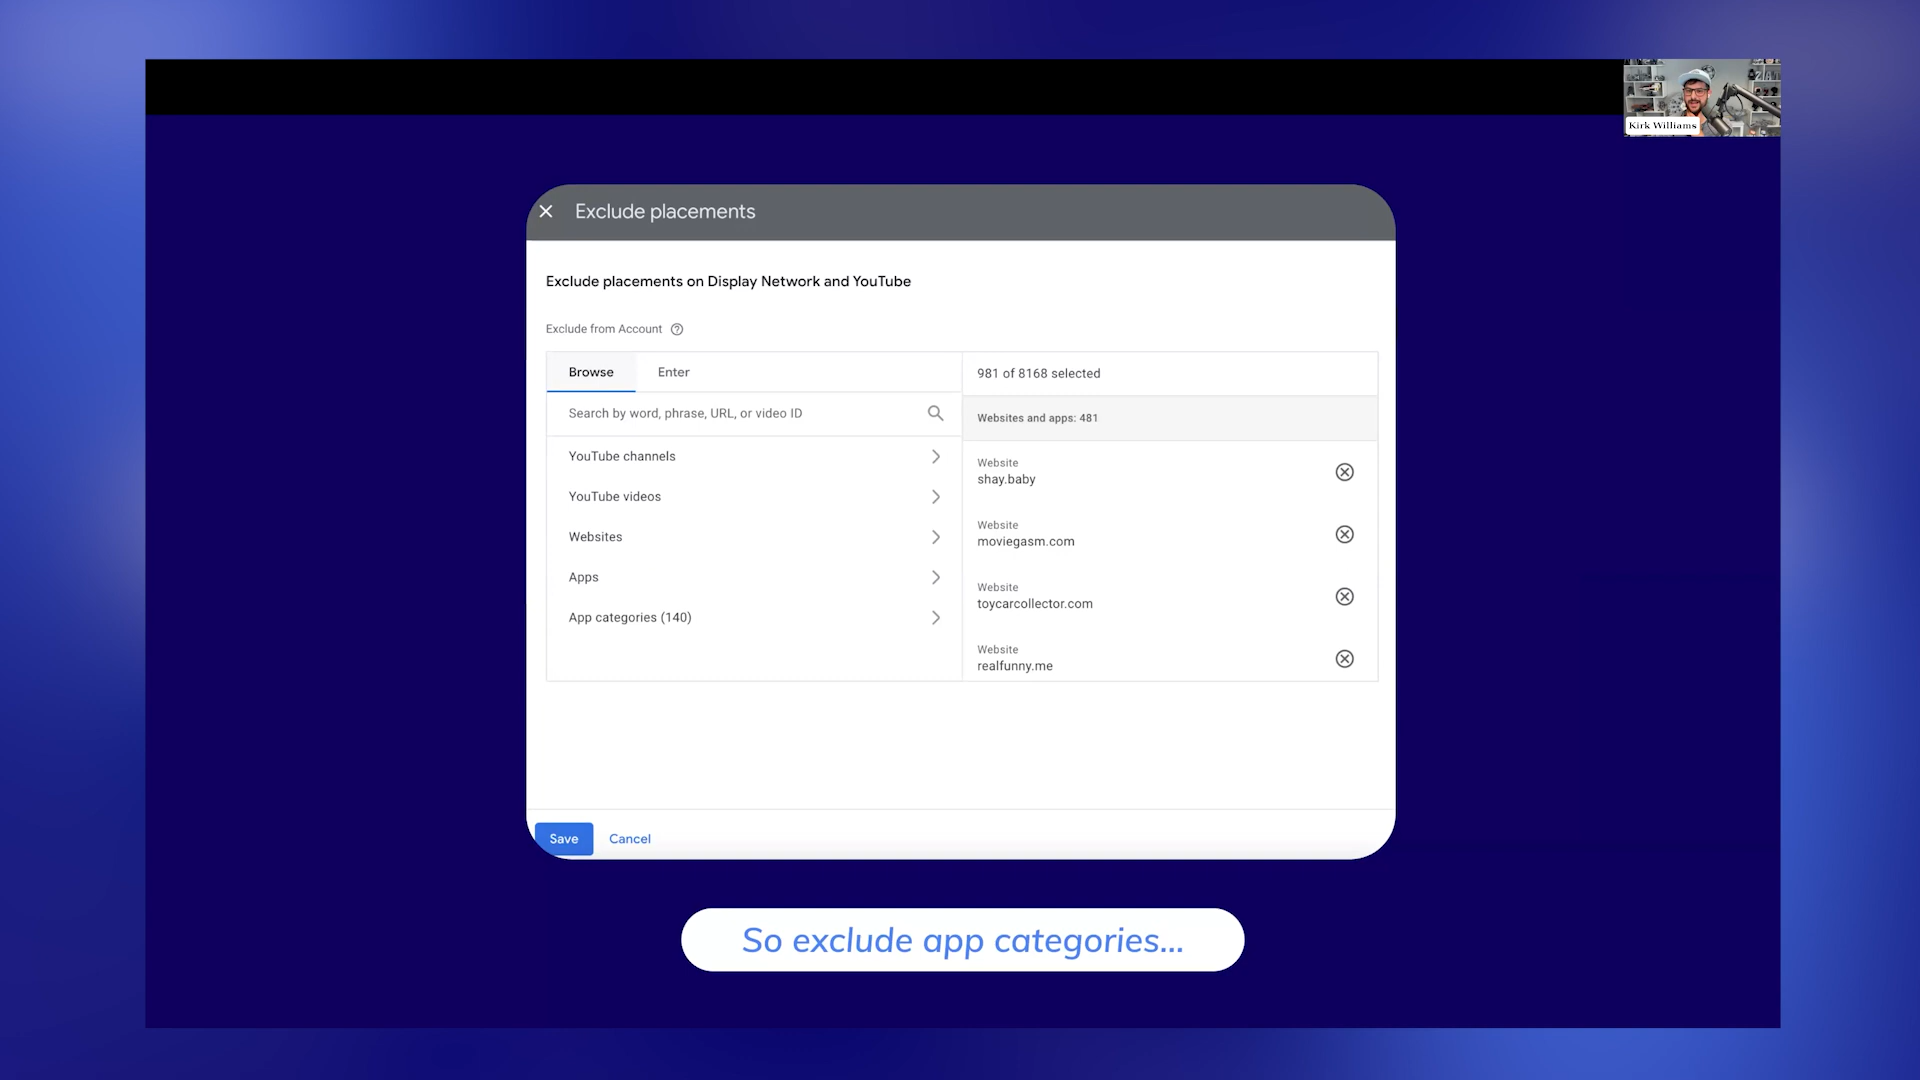 Kirk Williams
Exclude placements
Exclude placements on Display Network and YouTube
Exclude from Account
Browse
Enter
Search by word, phrase, URL, or video ID
YouTube channels
YouTube videos
Websites
Apps
App categories (140)
981 of 8168 selected
Websites and apps: 481
Website
shay.baby
Website
moviegasm.com
Website
toycarcollector.com
Website
realfunny.me
Save
Cancel
So exclude app categories...